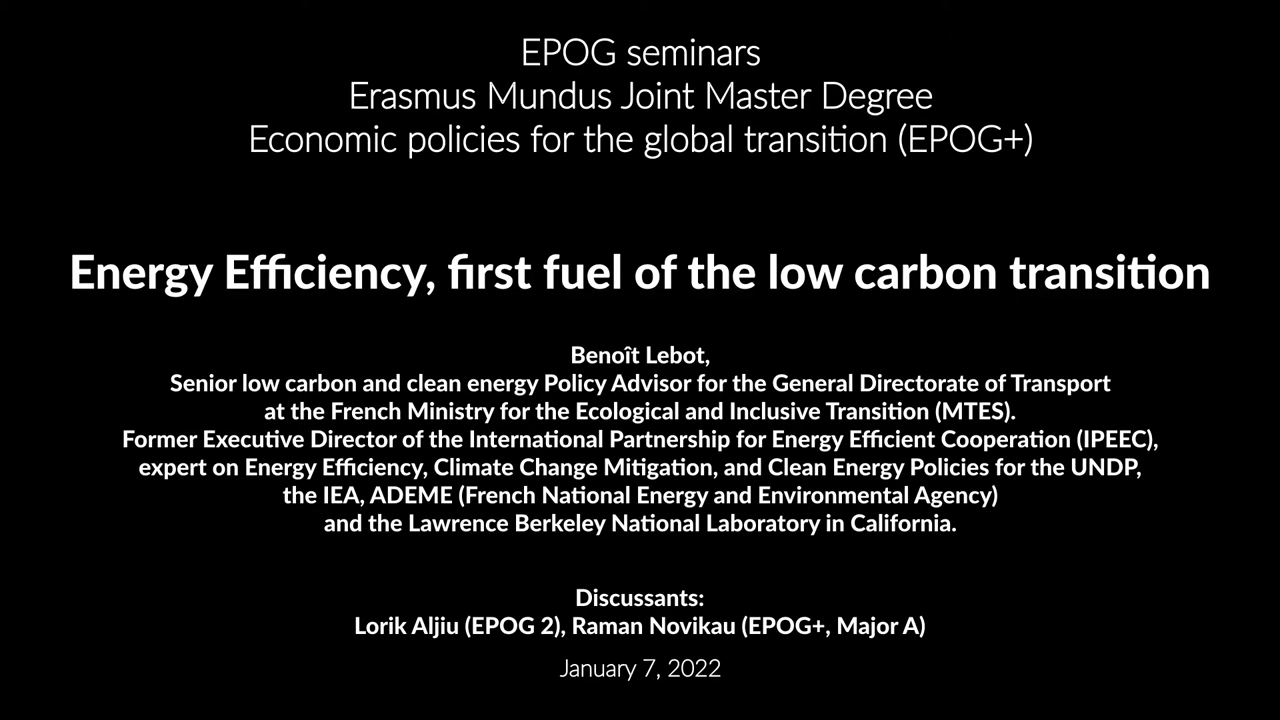 EPOG seminars
Erasmus Mundus Joint Master Degree
Economic policies for the global transition (EPOG+)
Energy Efficiency, first fuel of the low carbon transition
Benoît Lebot,
Senior low carbon and clean energy Policy Advisor for the General Directorate of Transport
at the French Ministry for the Ecological and Inclusive Transition (MTES).
Former Executive Director of the International Partnership for Energy Efficient Cooperation (IPEEC),
expert on Energy Efficiency, Climate Change Mitigation, and Clean Energy Policies for the UNDP,
the IEA, ADEME (French National Energy and Environmental Agency)
and the Lawrence Berkeley National Laboratory in California.
Discussants:
Lorik Aljiu (EPOG 2), Raman Novikau (EPOG+, Major A)
January 7, 2022